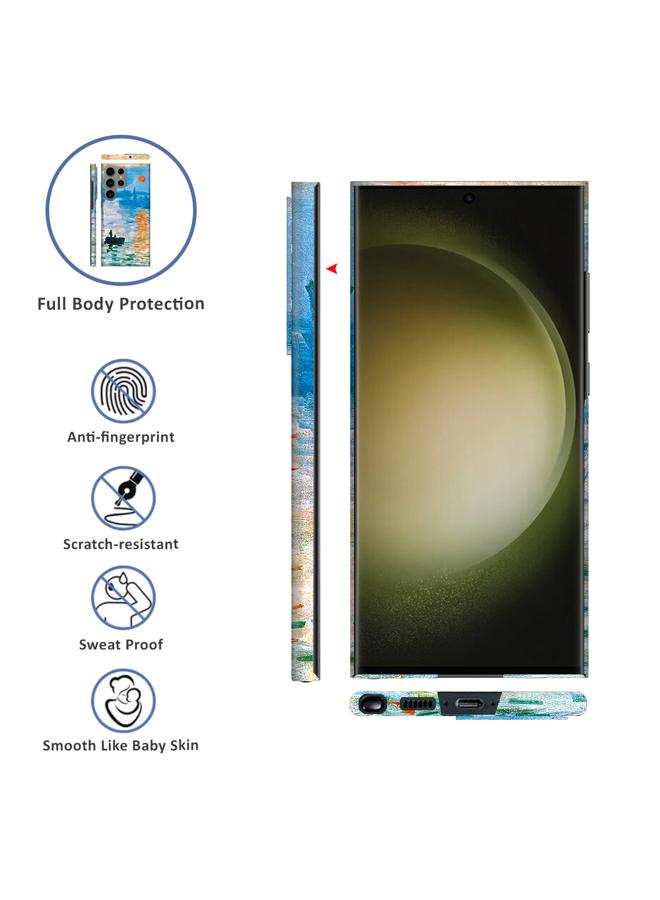 Full Body Protection
Anti-fingerprint
Scratch-resistant
Sweat Proof
Smooth Like Baby Skin